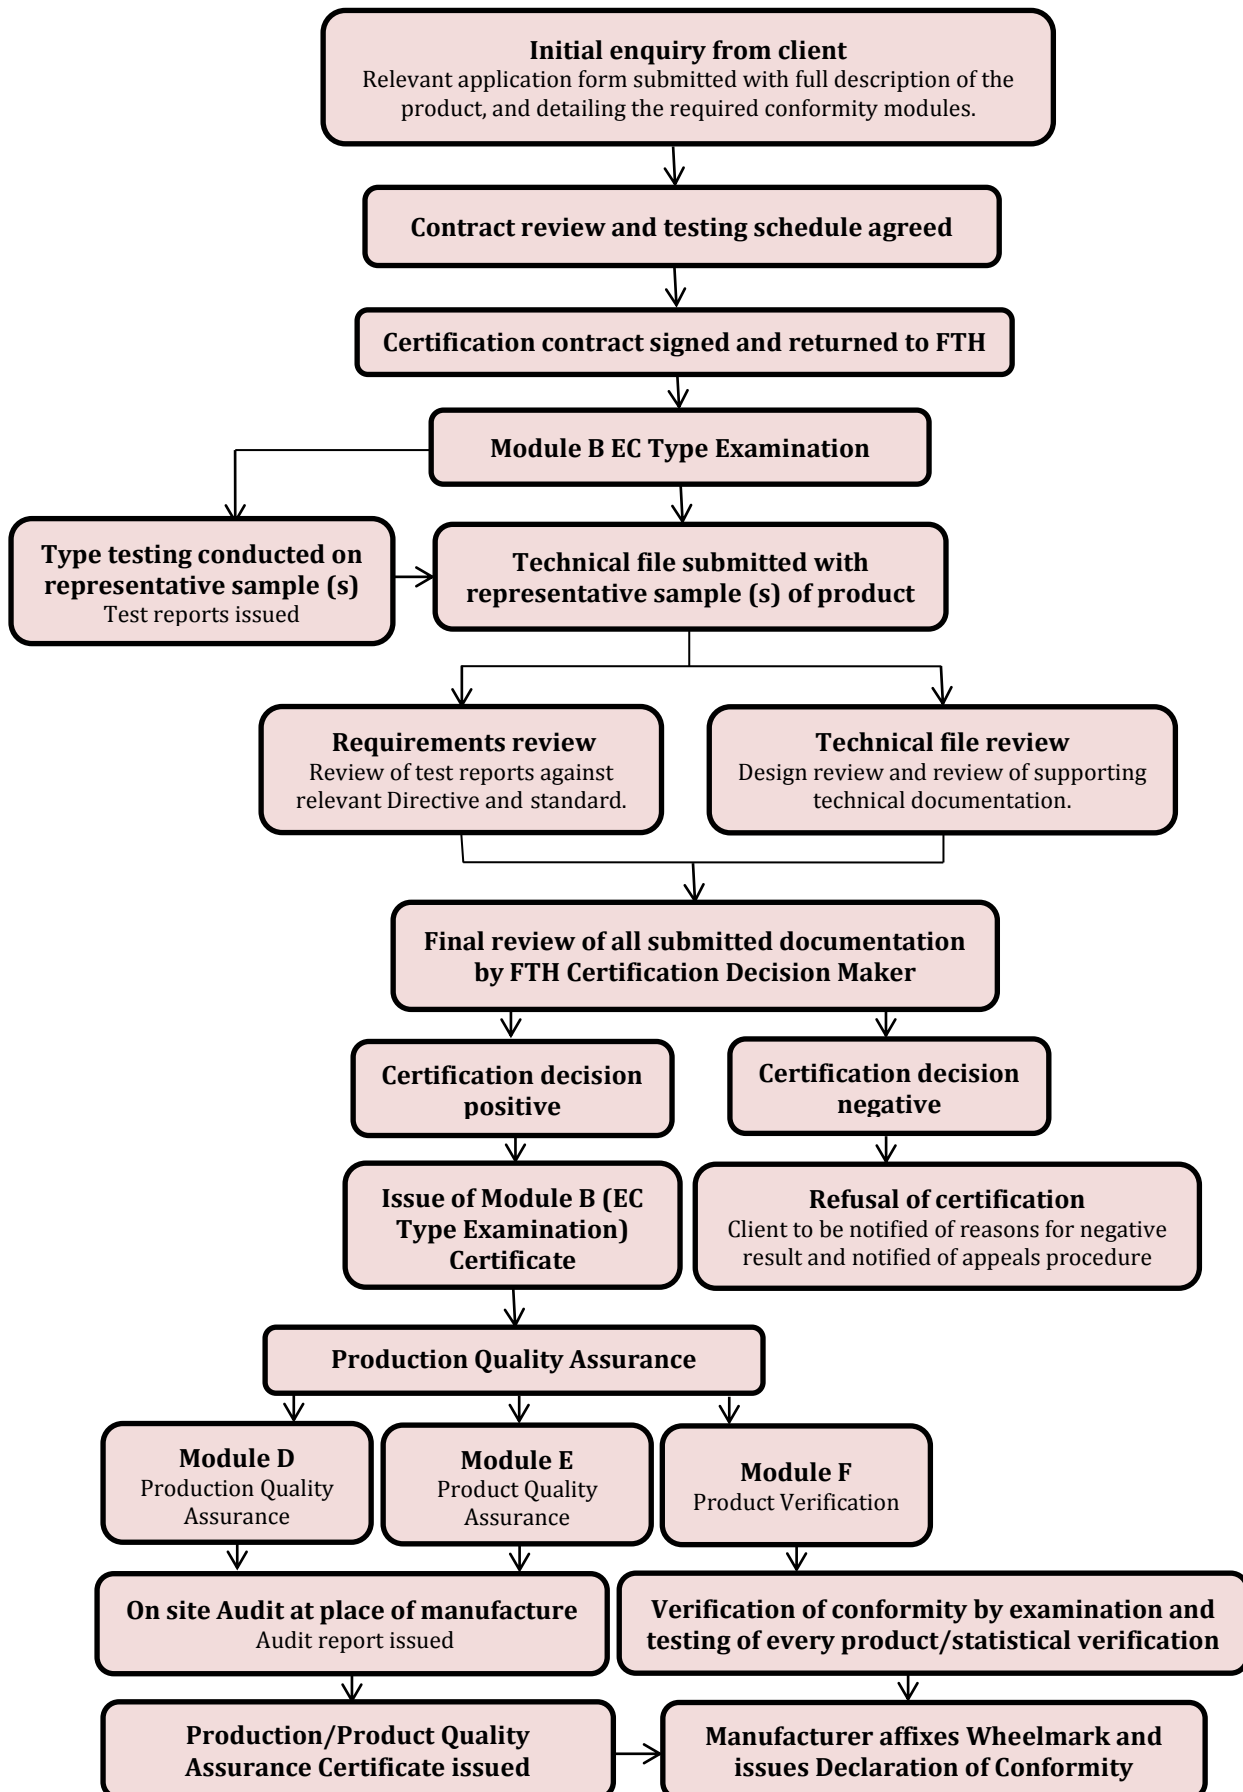 Initial enquiry from client
Relevant application form submitted with full description of the
product, and detailing the required conformity modules.
Contract review and testing schedule agreed
Certification contract signed and returned to FTH
Module B EC Type Examination
Type testing conducted on
representative sample (s)
Test reports issued
Technical file submitted with
representative sample (s) of product
Requirements review
Review of test reports against
relevant Directive and standard.
Technical file review
Design review and review of supporting
technical documentation.
Final review of all submitted documentation
by FTH Certification Decision Maker
Certification decision
positive
Certification decision
negative
Issue of Module B (EC
Type Examination)
Certificate
Refusal of certification
Client to be notified of reasons for negative
result and notified of appeals procedure
Production Quality Assurance
Module D
Production Quality
Assurance
Module E
Product Quality
Assurance
Module F
Product Verification
On site Audit at place of manufacture
Audit report issued
Verification of conformity by examination and
testing of every product/statistical verification
Production/Product Quality
Assurance Certificate issued
Manufacturer affixes Wheelmark and
issues Declaration of Conformity